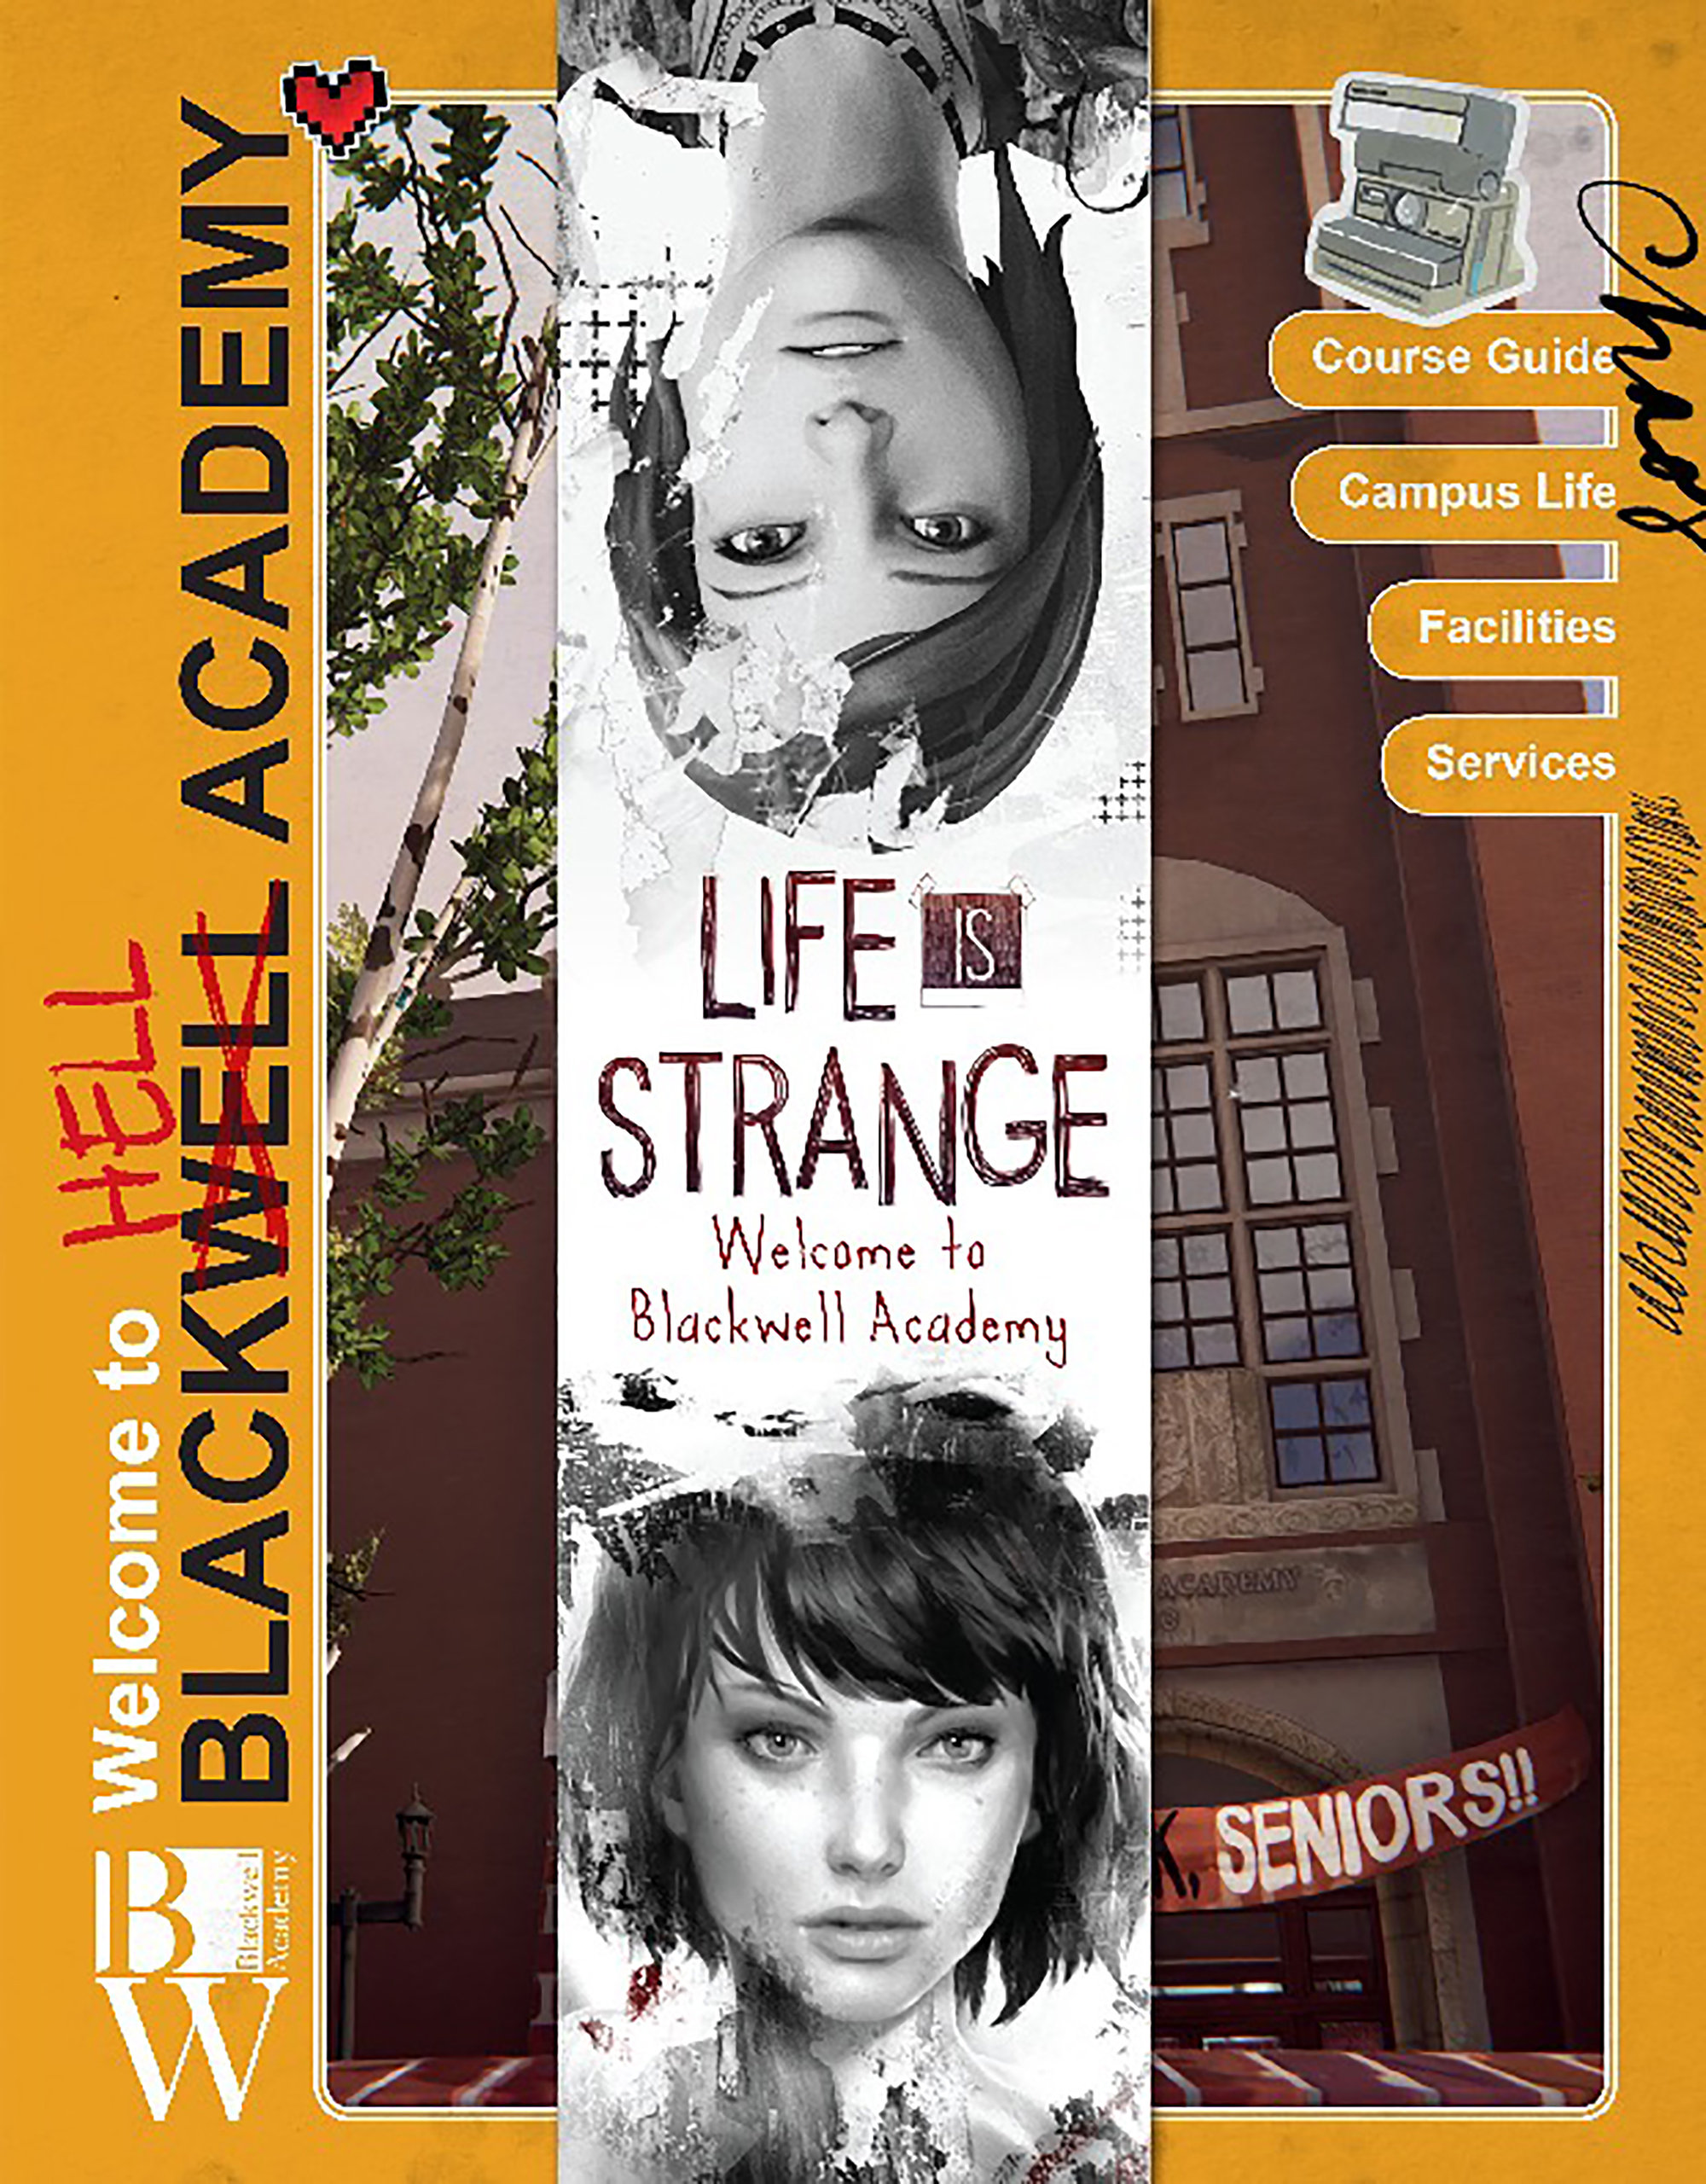 Welcome to
HELL
BLACKWELL ACADEMY
BW
Blackwell
Academy
Course Guide
Campus Life
Facilities
Services
LIFE IS
STRANGE
Welcome to
Blackwell Academy
ACADEMY
K, SENIORS!!